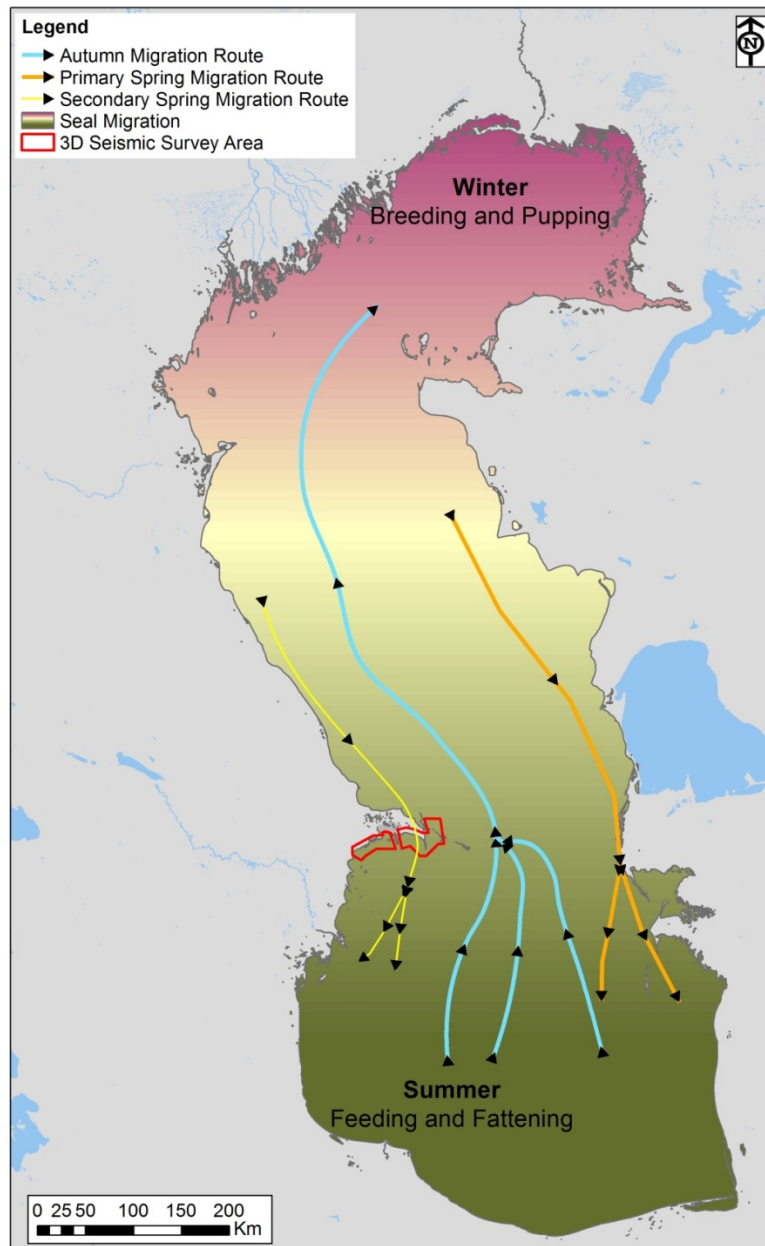 Legend
Autumn Migration Route
Primary Spring Migration Route
Secondary Spring Migration Route
Seal Migration
3D Seismic Survey Area
N
Winter
Breeding and Pupping
Summer
Feeding and Fattening
0 25 50 100 150 200
Km